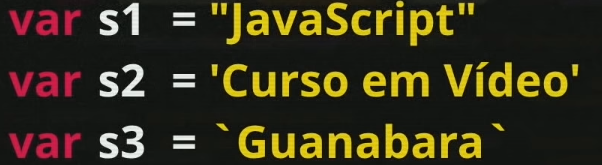 var s1 = "JavaScript"
var s2 = 'Curso em Vídeo'
var s3 = `Guanabara`